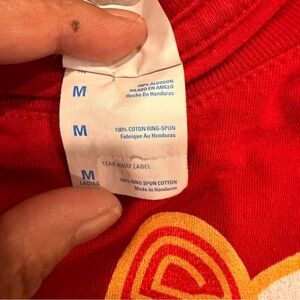 M
100% ALGODON
HILADO EN ANILLO
Hecho En Honduras
M
100% COTON RING-SPUN
Fabrique Au Honduras
TEAR AWAY LABEL
M
LADIES
100% RING SPUN COTTON
Made In Honduras